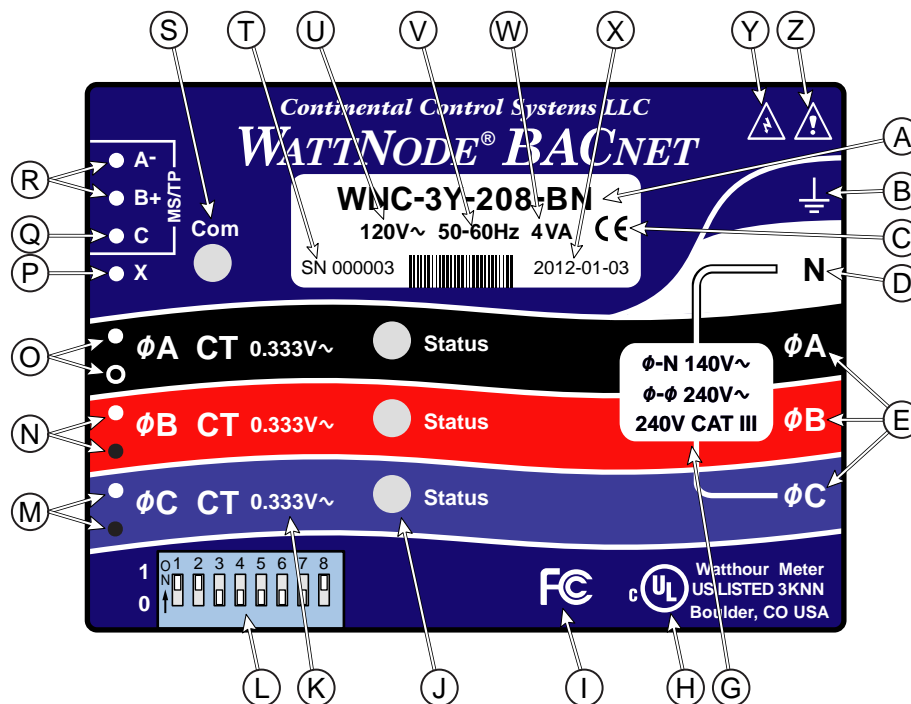 S T U V W X Y Z
Continental Control Systems LLC
WATTNODE® BACNET
A
R
A-
B+
MS/TP
Com
WNC-3Y-208-BN
B
Q
C
120V~ 50-60Hz 4VA CE
C
P
X
SN 000003
2012-01-03
N
D
O
ϕA CT 0.333V~
Status
ϕ-N 140V~
ϕ-ϕ 240V~
240V CAT III
ϕA
N
ϕB CT 0.333V~
Status
ϕB
E
M
ϕC CT 0.333V~
Status
ϕC
1
0
ON
1 2 3 4 5 6 7 8
FC
C UL
Watthour Meter
US LISTED 3KNN
Boulder, CO USA
L K J I H G